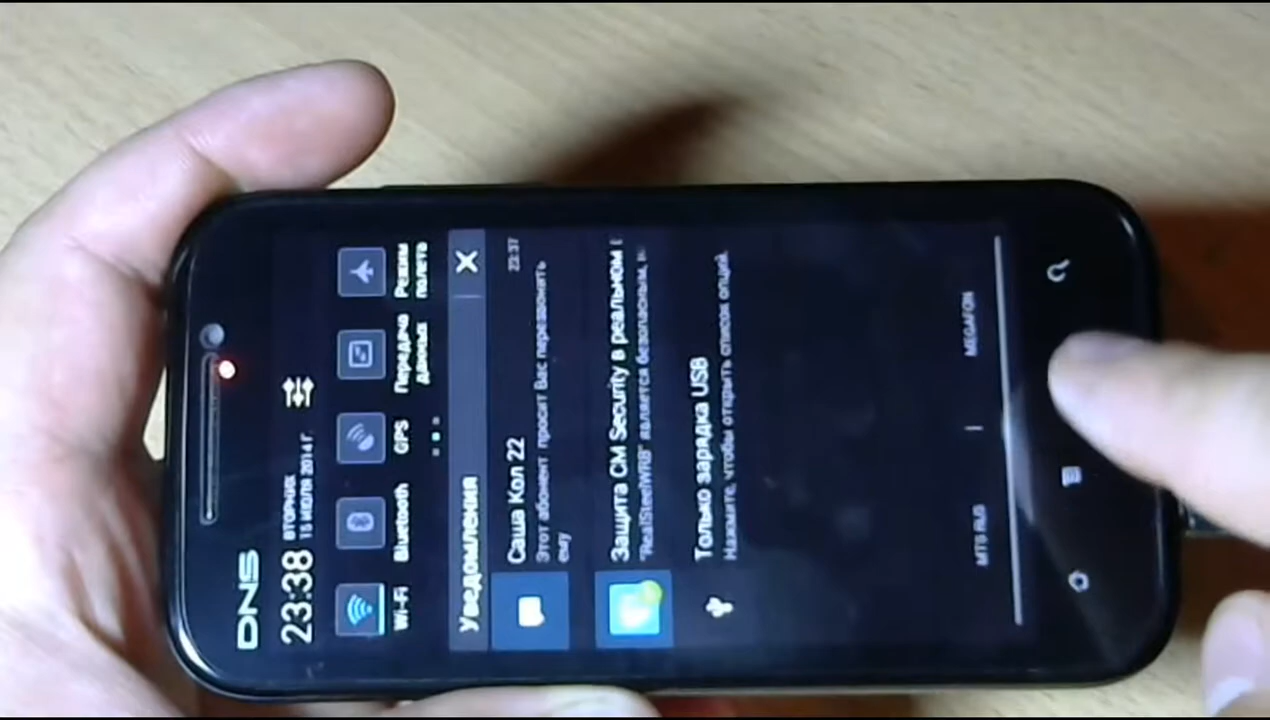 DNS
23:38 ВТОРНИК
15 ИЮЛЯ 2014 Г.
Wi-Fi
Bluetooth
GPS
Передача
данных
Режим
полета
Уведомления
Саша Кол 22 23:37
Этот абонент просит Вас перезвонить
ему
Защита CM Security в реальном
"RealSteelWRB" является безопасным,
Только зарядка USB
Нажмите, чтобы открыть список опций.
MTS RUS | MEGAFON